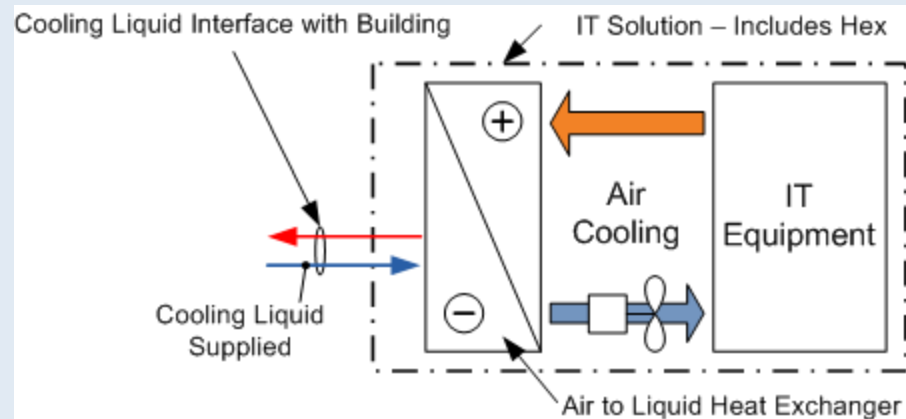 Cooling Liquid Interface with Building
IT Solution – Includes Hex
+
Air
Cooling
IT
Equipment
−
Cooling Liquid
Supplied
Air to Liquid Heat Exchanger